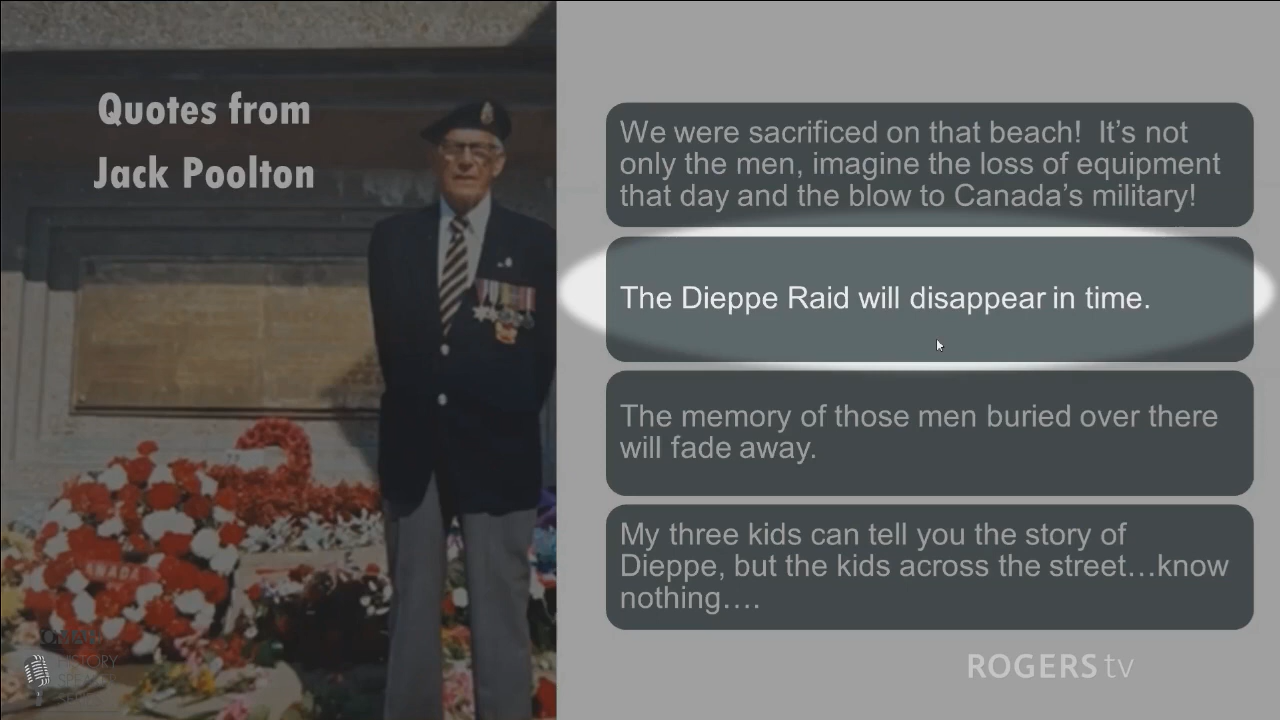 Quotes from
Jack Poolton
We were sacrificed on that beach!  It's not
only the men, imagine the loss of equipment
that day and the blow to Canada's military!
The Dieppe Raid will disappear in time.
The memory of those men buried over there
will fade away.
My three kids can tell you the story of
Dieppe, but the kids across the street…know
nothing….
HISTORY
SPEAKER
SERIES
ROGERS tv